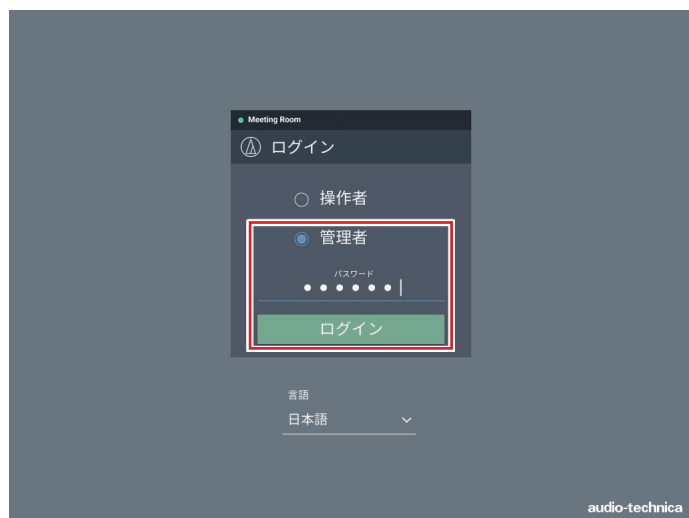 Meeting Room
ログイン
操作者
管理者
パスワード
ログイン
言語
日本語
audio-technica